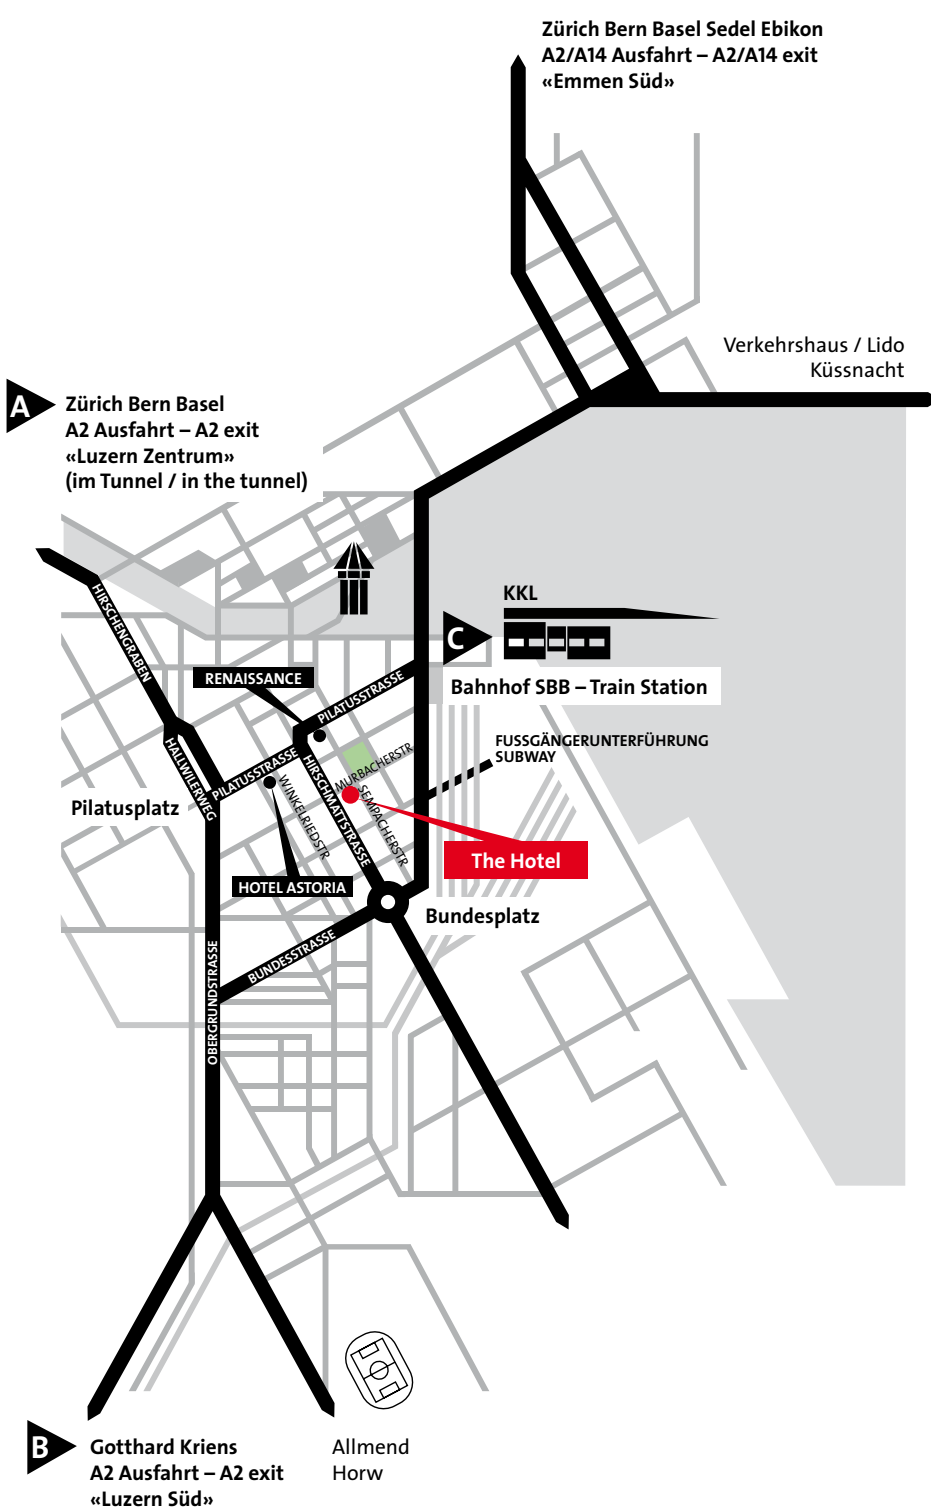 Zürich Bern Basel Sedel Ebikon
A2/A14 Ausfahrt – A2/A14 exit
«Emmen Süd»
Verkehrshaus / Lido
Küssnacht
A
Zürich Bern Basel
A2 Ausfahrt – A2 exit
«Luzern Zentrum»
(im Tunnel / in the tunnel)
HIRSCHENGRABEN
KKL
C
Bahnhof SBB – Train Station
RENAISSANCE
PILATUSSTRASSE
FUSSGÄNGERUNTERFÜHRUNG
SUBWAY
HALLWILERWEG
PILATUSSTRASSE
HIRSCHMATTSTRASSE
MURBACHERSTR
WINKELRIEDSTR
SEMPACHERSTR
Pilatusplatz
The Hotel
HOTEL ASTORIA
Bundesplatz
BUNDESSTRASSE
OBERGRUNDSTRASSE
B
Gotthard Kriens
A2 Ausfahrt – A2 exit
«Luzern Süd»
Allmend
Horw